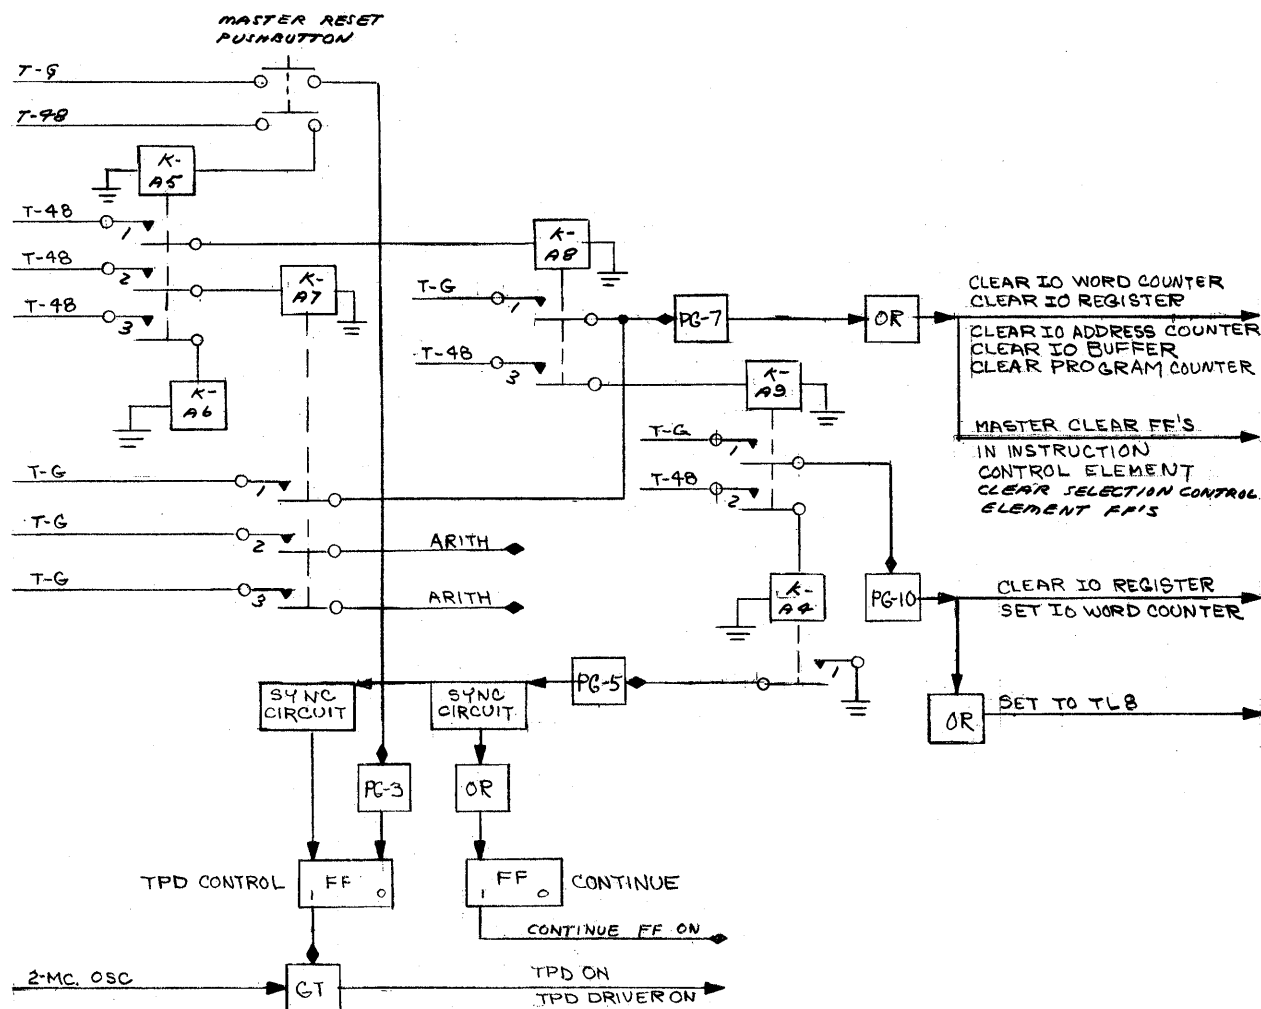 MASTER RESET
PUSHBUTTON
T-G
T-48
K-
A5
T-48
1
T-48
2
T-48
3
K-
A7
K-
A6
K-
A8
T-G
1
T-48
3
PG-7
OR
CLEAR IO WORD COUNTER
CLEAR IO REGISTER
CLEAR IO ADDRESS COUNTER
CLEAR IO BUFFER
CLEAR PROGRAM COUNTER
K-
A9
T-G
1
T-48
2
MASTER CLEAR FF'S
IN INSTRUCTION
CONTROL ELEMENT
CLEAR SELECTION CONTROL
ELEMENT FF'S
T-G
1
T-G
2
ARITH
T-G
3
ARITH
K-
A4
PG-10
CLEAR IO REGISTER
SET IO WORD COUNTER
1
PG-5
SYNC
CIRCUIT
SYNC
CIRCUIT
OR
SET TO TL8
PG-3
OR
TPD CONTROL
FF
1
0
FF
1
0
CONTINUE
CONTINUE FF ON
2-MC. OSC
GT
TPD ON
TPD DRIVER ON